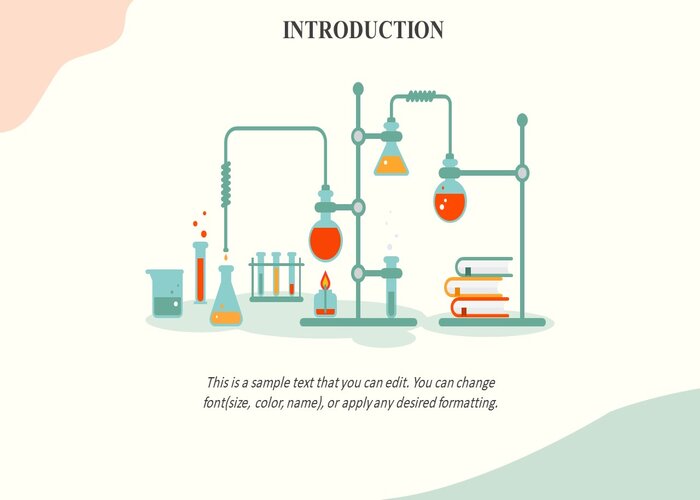 INTRODUCTION
This is a sample text that you can edit. You can change
font(size, color, name), or apply any desired formatting.